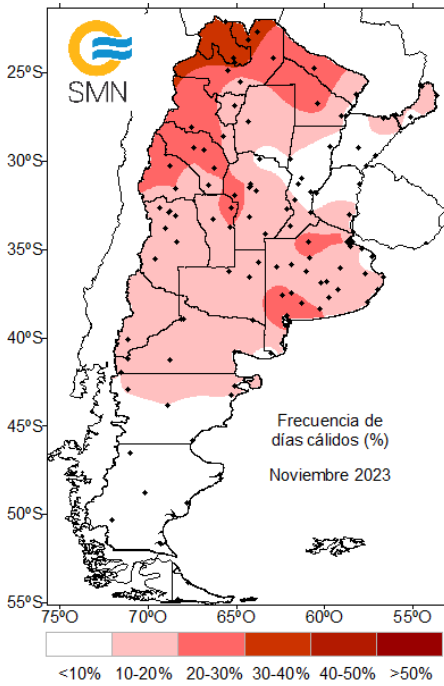 SMN
25ºS
30ºS
35ºS
40ºS
45ºS
50ºS
55ºS
Frecuencia de
días cálidos (%)
Noviembre 2023
75ºO 70ºO 65ºO 60ºO 55ºO
<10% 10-20% 20-30% 30-40% 40-50% >50%